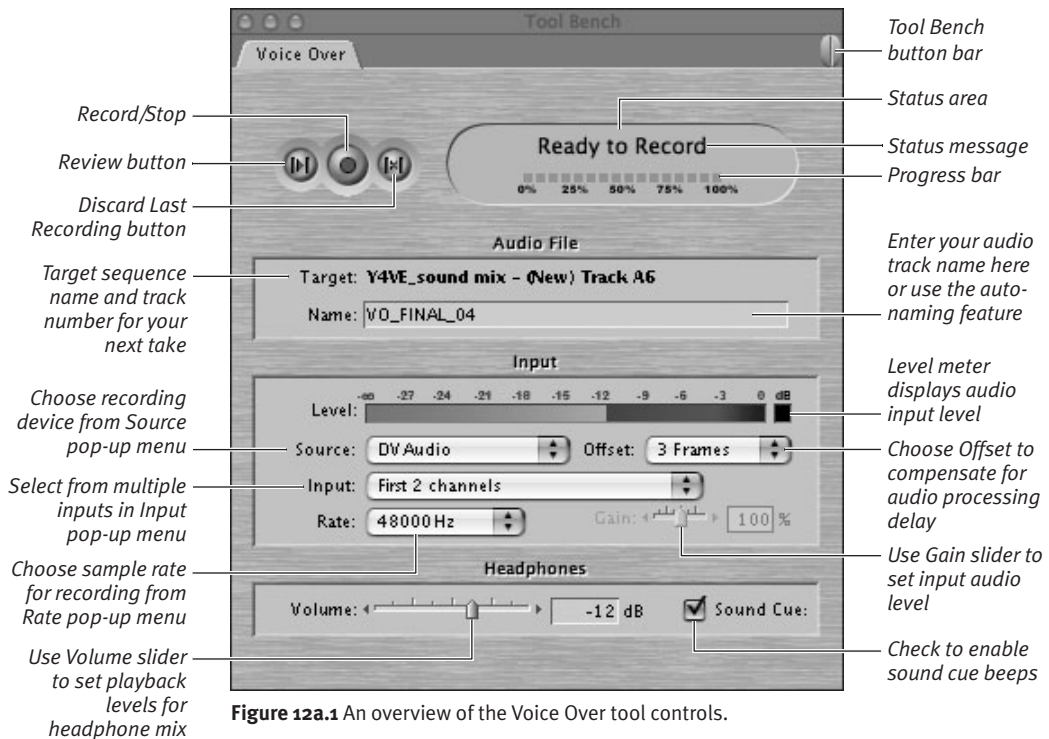 Tool Bench
Voice Over
Tool Bench
button bar
Record/Stop
Review button
Discard Last
Recording button
Status area
Status message
Progress bar
Ready to Record
0% 25% 50% 75% 100%
Audio File
Target: Y4VE_sound mix - (New) Track A6
Name: VO_FINAL_04
Target sequence
name and track
number for your
next take
Enter your audio
track name here
or use the auto-
naming feature
Input
-∞ -27 -24 -21 -18 -15 -12 -9 -6 -3 0 dB
Level:
Source: DV Audio Offset: 3 Frames
Input: First 2 channels
Rate: 48000Hz Gain: 100 %
Choose recording
device from Source
pop-up menu
Select from multiple
inputs in Input
pop-up menu
Choose sample rate
for recording from
Rate pop-up menu
Level meter
displays audio
input level
Choose Offset to
compensate for
audio processing
delay
Use Gain slider to
set input audio
level
Headphones
Volume: -12 dB Sound Cue:
Use Volume slider
to set playback
levels for
headphone mix
Check to enable
sound cue beeps
Figure 12a.1 An overview of the Voice Over tool controls.